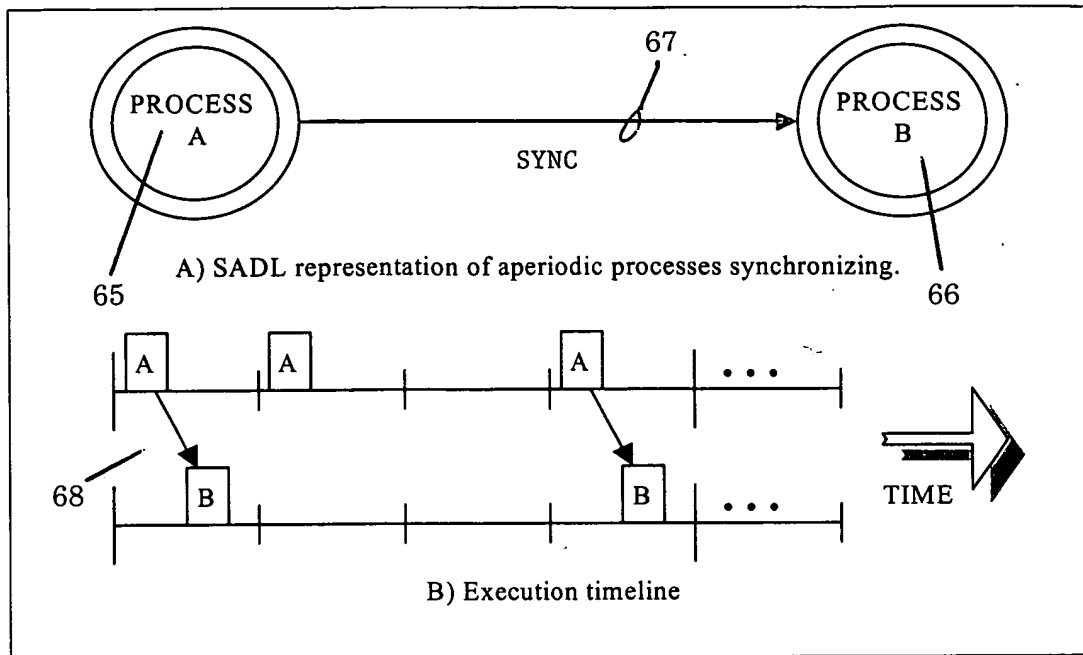 67
PROCESS
A
PROCESS
B
SYNC
A) SADL representation of aperiodic processes synchronizing.
65
66
A
A
A
• • •
68
B
B
• • •
TIME
B) Execution timeline